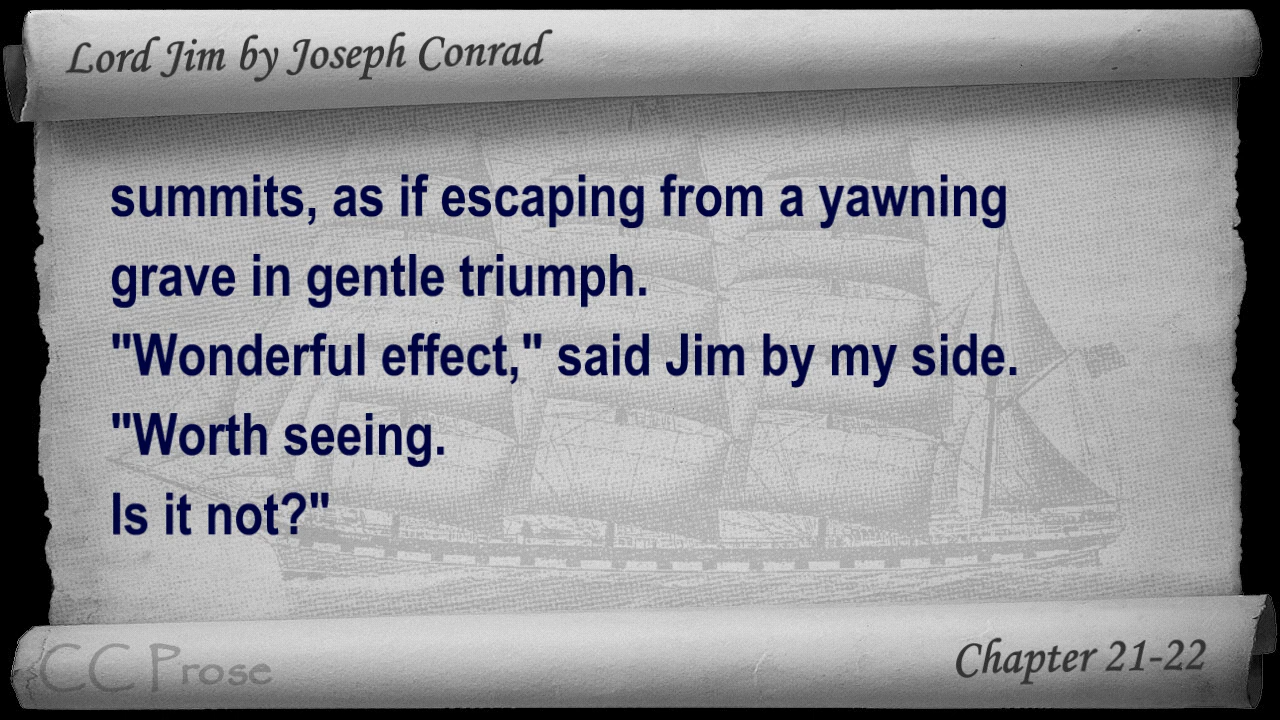 Lord Jim by Joseph Conrad
summits, as if escaping from a yawning
grave in gentle triumph.
"Wonderful effect," said Jim by my side.
"Worth seeing.
Is it not?"
CC Prose
Chapter 21-22